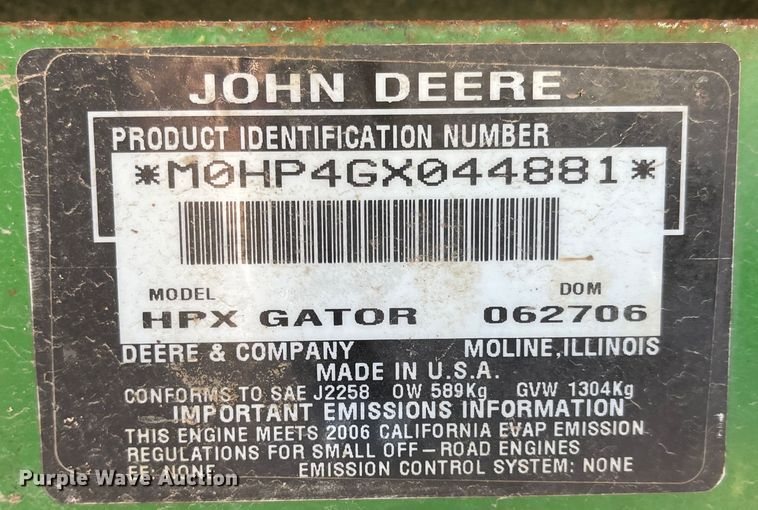 JOHN DEERE
PRODUCT IDENTIFICATION NUMBER
*M0HP4GX044881*
MODEL DOM
HPX GATOR 062706
DEERE & COMPANY MOLINE, ILLINOIS
MADE IN U.S.A.
CONFORMS TO SAE J2258 OW 589Kg GVW 1304Kg
IMPORTANT EMISSIONS INFORMATION
THIS ENGINE MEETS 2006 CALIFORNIA EVAP EMISSION
REGULATIONS FOR SMALL OFF-ROAD ENGINES
EF: NONE EMISSION CONTROL SYSTEM: NONE
Purple Wave Auction